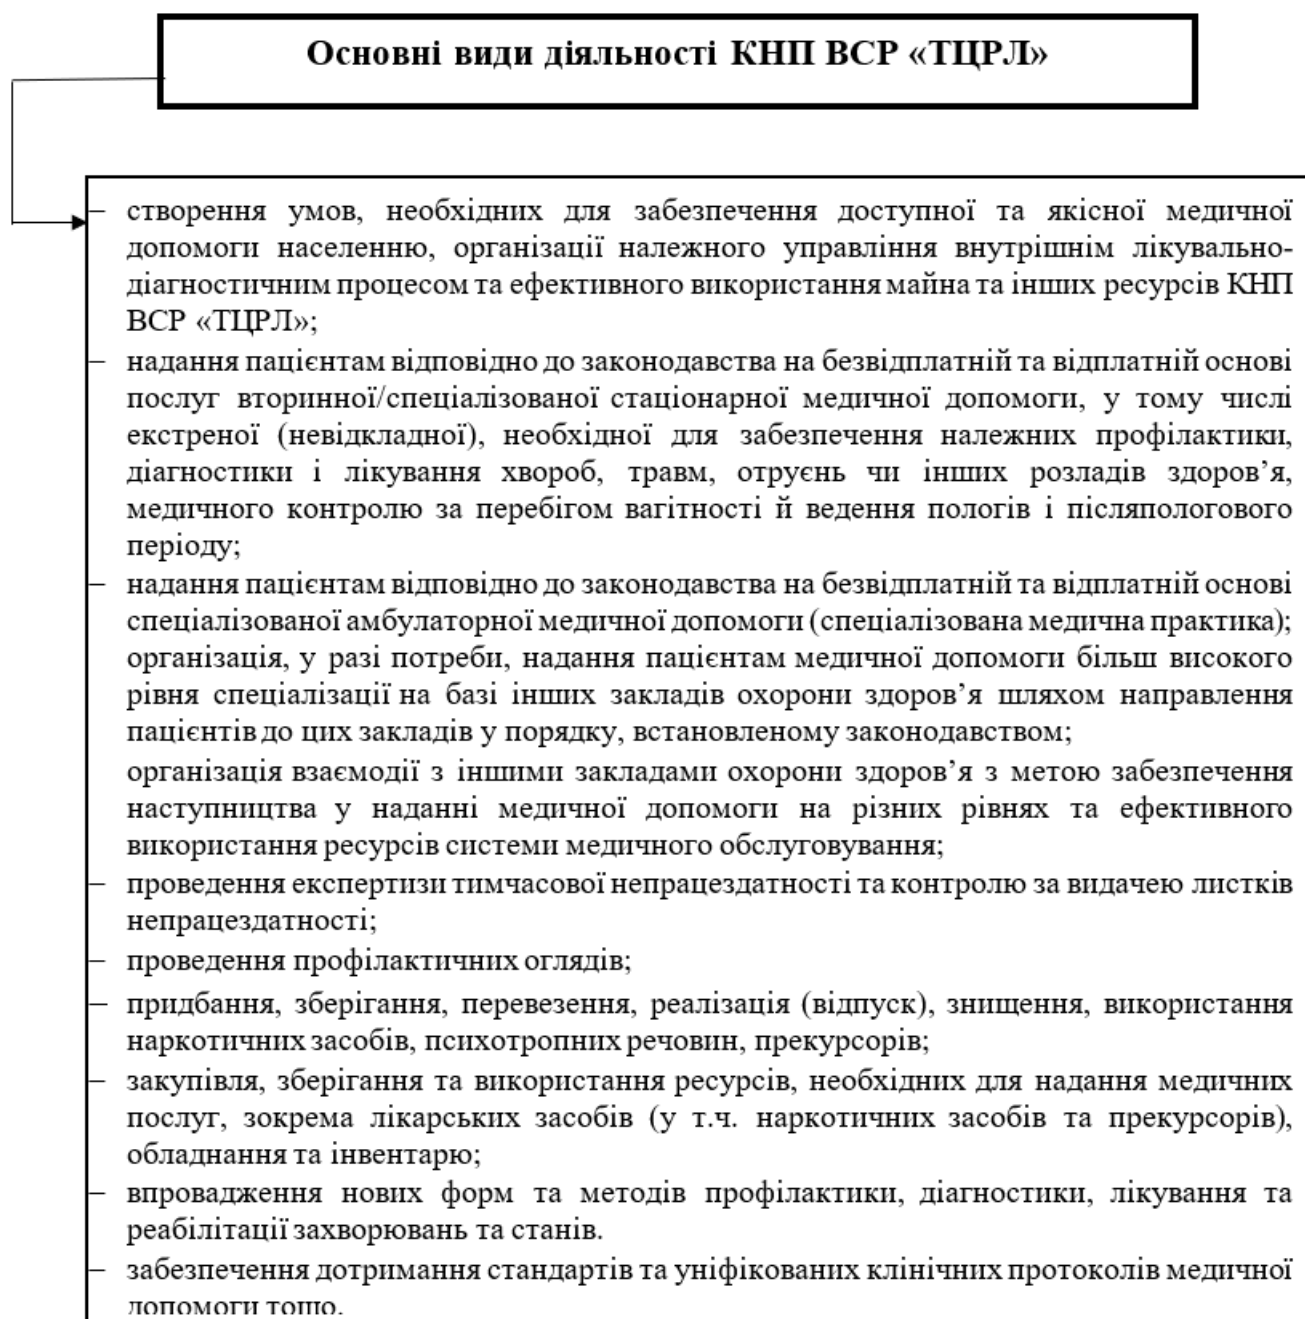 Основні види діяльності КНП ВСР «ТЦРЛ»
– створення умов, необхідних для забезпечення доступної та якісної медичної
допомоги населенню, організації належного управління внутрішнім лікувально-
діагностичним процесом та ефективного використання майна та інших ресурсів КНП
ВСР «ТЦРЛ»;
– надання пацієнтам відповідно до законодавства на безвідплатній та відплатній основі
послуг вторинної/спеціалізованої стаціонарної медичної допомоги, у тому числі
екстреної (невідкладної), необхідної для забезпечення належних профілактики,
діагностики і лікування хвороб, травм, отруєнь чи інших розладів здоров’я,
медичного контролю за перебігом вагітності й ведення пологів і післяпологового
періоду;
– надання пацієнтам відповідно до законодавства на безвідплатній та відплатній основі
спеціалізованої амбулаторної медичної допомоги (спеціалізована медична практика);
організація, у разі потреби, надання пацієнтам медичної допомоги більш високого
рівня спеціалізації на базі інших закладів охорони здоров’я шляхом направлення
пацієнтів до цих закладів у порядку, встановленому законодавством;
організація взаємодії з іншими закладами охорони здоров’я з метою забезпечення
наступництва у наданні медичної допомоги на різних рівнях та ефективного
використання ресурсів системи медичного обслуговування;
– проведення експертизи тимчасової непрацездатності та контролю за видачею листків
непрацездатності;
– проведення профілактичних оглядів;
– придбання, зберігання, перевезення, реалізація (відпуск), знищення, використання
наркотичних засобів, психотропних речовин, прекурсорів;
– закупівля, зберігання та використання ресурсів, необхідних для надання медичних
послуг, зокрема лікарських засобів (у т.ч. наркотичних засобів та прекурсорів),
обладнання та інвентарю;
– впровадження нових форм та методів профілактики, діагностики, лікування та
реабілітації захворювань та станів.
– забезпечення дотримання стандартів та уніфікованих клінічних протоколів медичної
допомоги тощо.